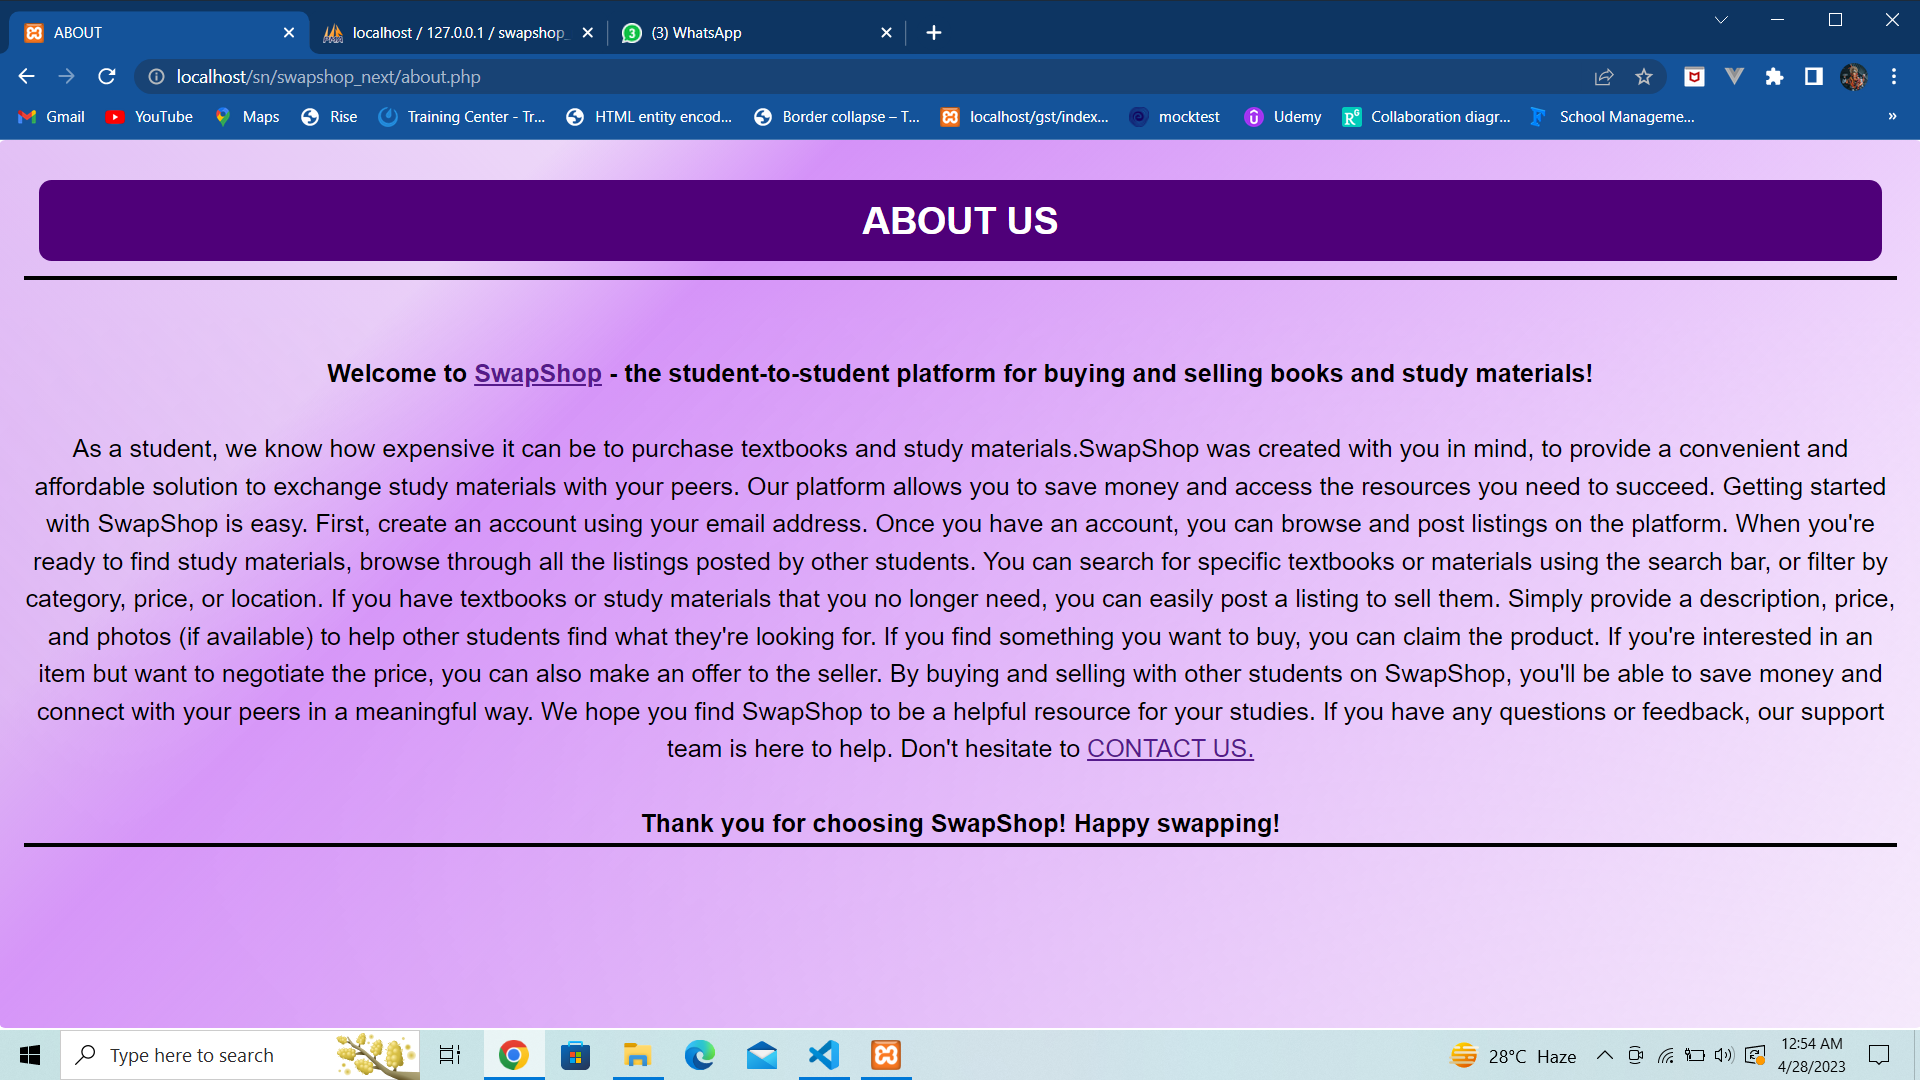 ABOUT
localhost / 127.0.0.1 / swapshop_
(3) WhatsApp
localhost/sn/swapshop_next/about.php
Gmail
YouTube
Maps
Rise
Training Center - Tr...
HTML entity encod...
Border collapse – T...
localhost/gst/index...
mocktest
Udemy
Collaboration diagr...
School Manageme...
»
ABOUT US
Welcome to SwapShop - the student-to-student platform for buying and selling books and study materials!
As a student, we know how expensive it can be to purchase textbooks and study materials.SwapShop was created with you in mind, to provide a convenient and
affordable solution to exchange study materials with your peers. Our platform allows you to save money and access the resources you need to succeed. Getting started
with SwapShop is easy. First, create an account using your email address. Once you have an account, you can browse and post listings on the platform. When you're
ready to find study materials, browse through all the listings posted by other students. You can search for specific textbooks or materials using the search bar, or filter by
category, price, or location. If you have textbooks or study materials that you no longer need, you can easily post a listing to sell them. Simply provide a description, price,
and photos (if available) to help other students find what they're looking for. If you find something you want to buy, you can claim the product. If you're interested in an
item but want to negotiate the price, you can also make an offer to the seller. By buying and selling with other students on SwapShop, you'll be able to save money and
connect with your peers in a meaningful way. We hope you find SwapShop to be a helpful resource for your studies. If you have any questions or feedback, our support
team is here to help. Don't hesitate to CONTACT US.
Thank you for choosing SwapShop! Happy swapping!
Type here to search
28°C Haze
12:54 AM
4/28/2023